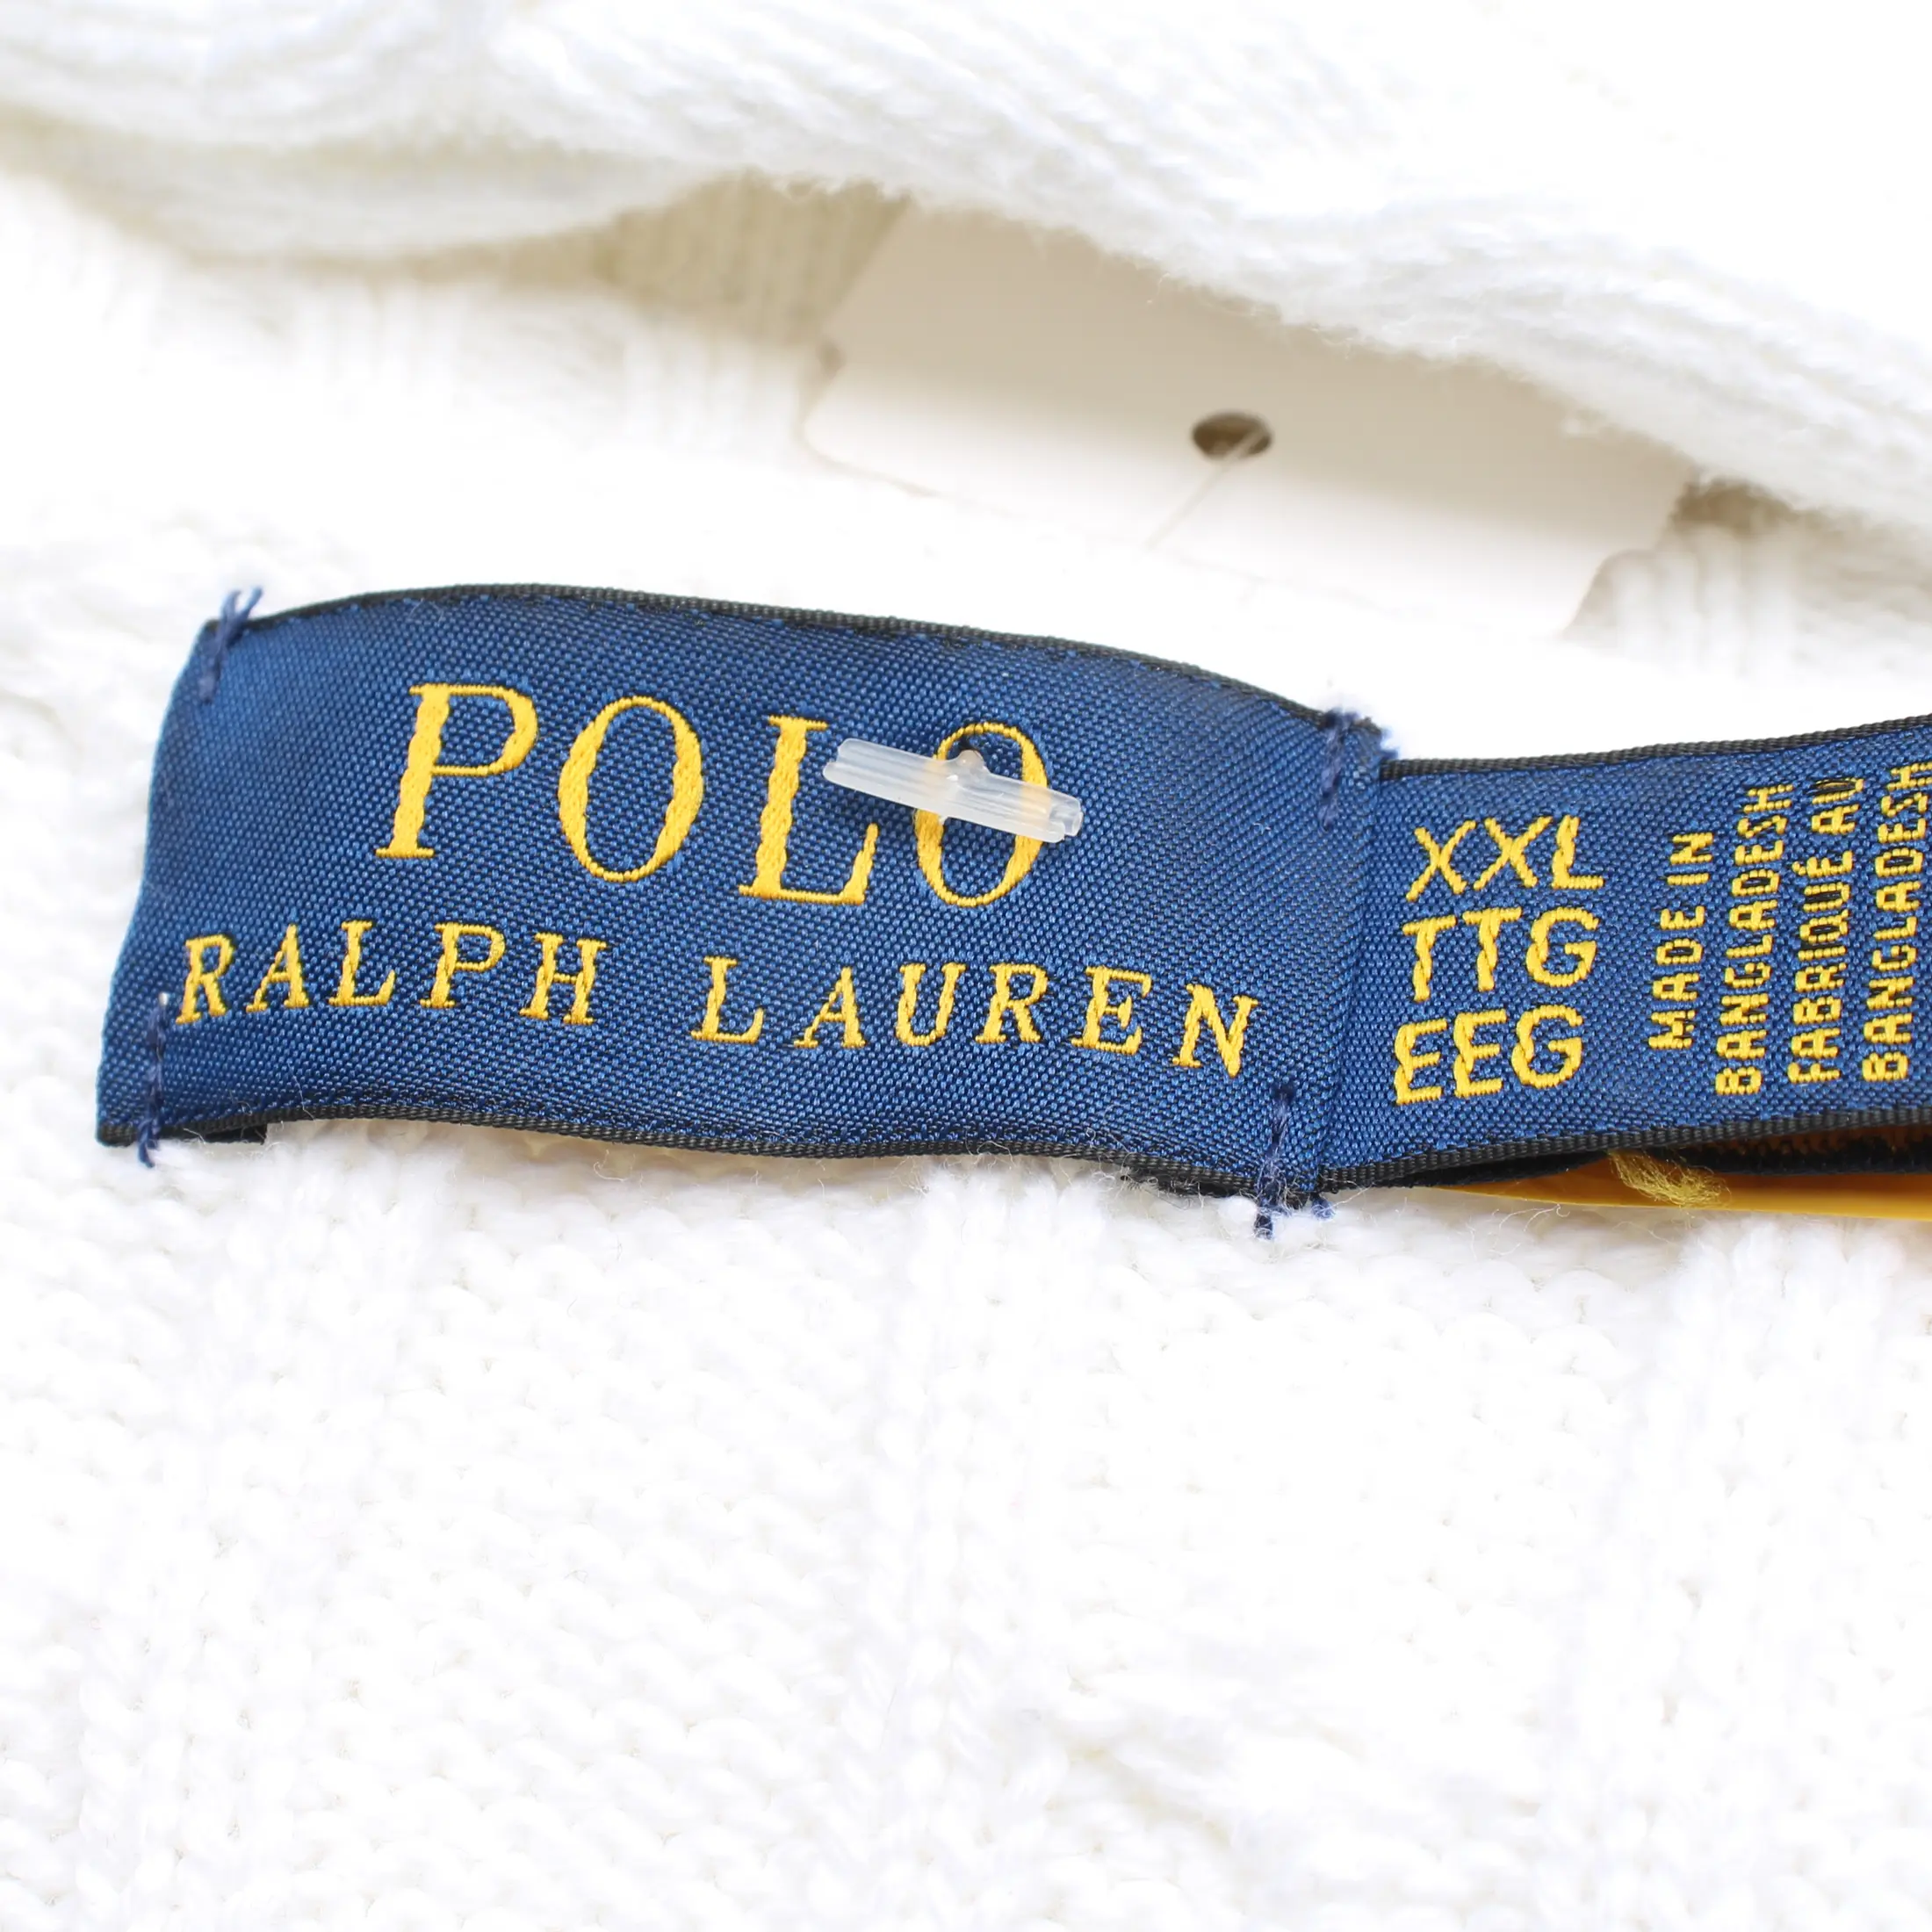 POLO
RALPH LAUREN
XXL
TTG
EEG
MADE IN
BANGLADESH
FABRIQUÉ AU
BANGLADESH